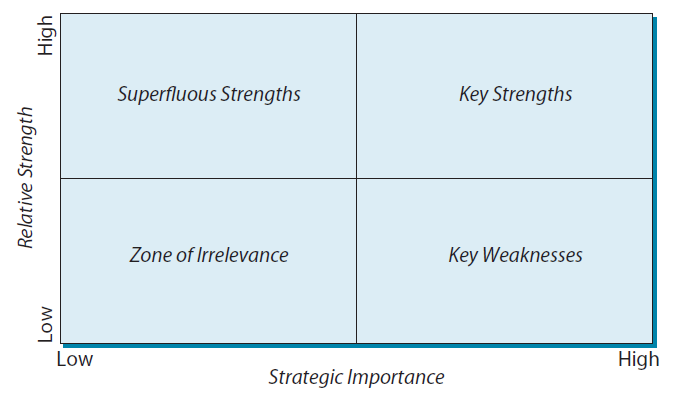 High
Superfluous Strengths
Key Strengths
Relative Strength
Zone of Irrelevance
Key Weaknesses
Low
Low
High
Strategic Importance